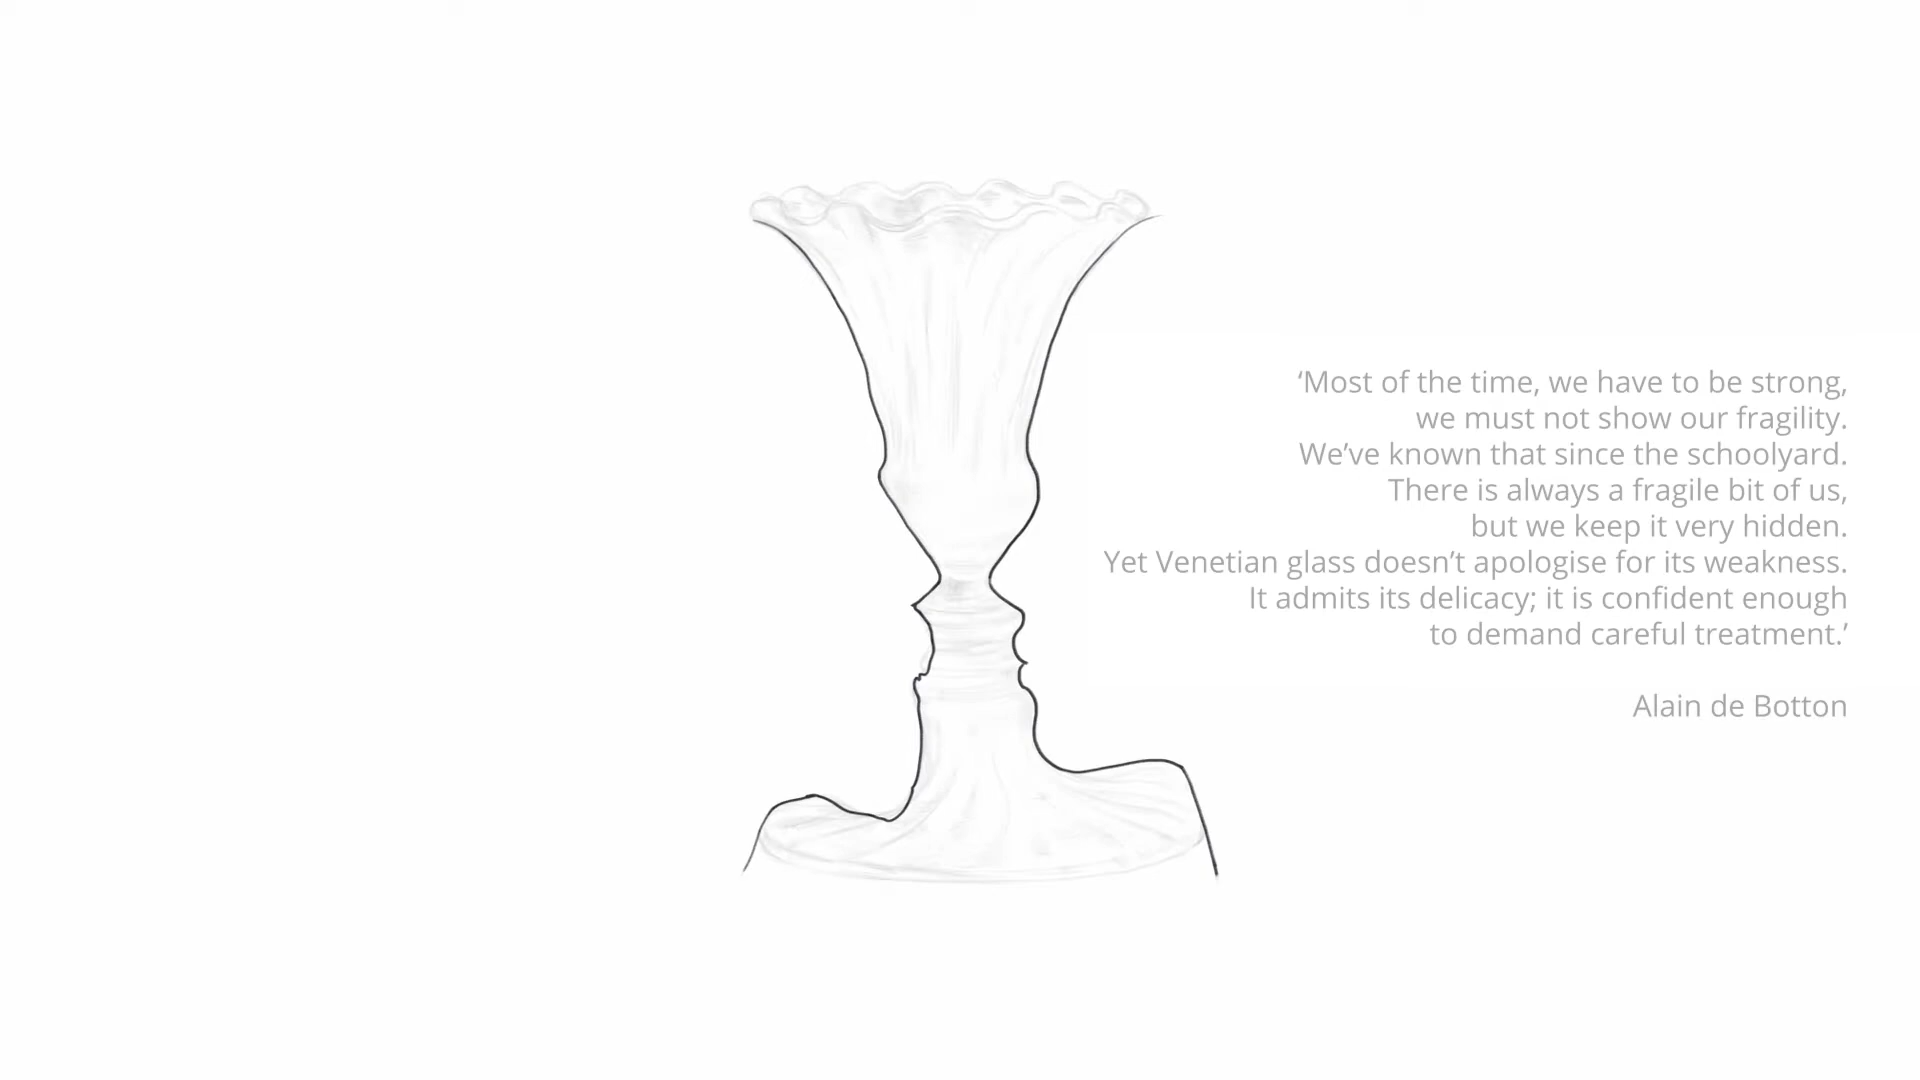 ‘Most of the time, we have to be strong,
we must not show our fragility.
We’ve known that since the schoolyard.
There is always a fragile bit of us,
but we keep it very hidden.
Yet Venetian glass doesn’t apologise for its weakness.
It admits its delicacy; it is confident enough
to demand careful treatment.’
Alain de Botton